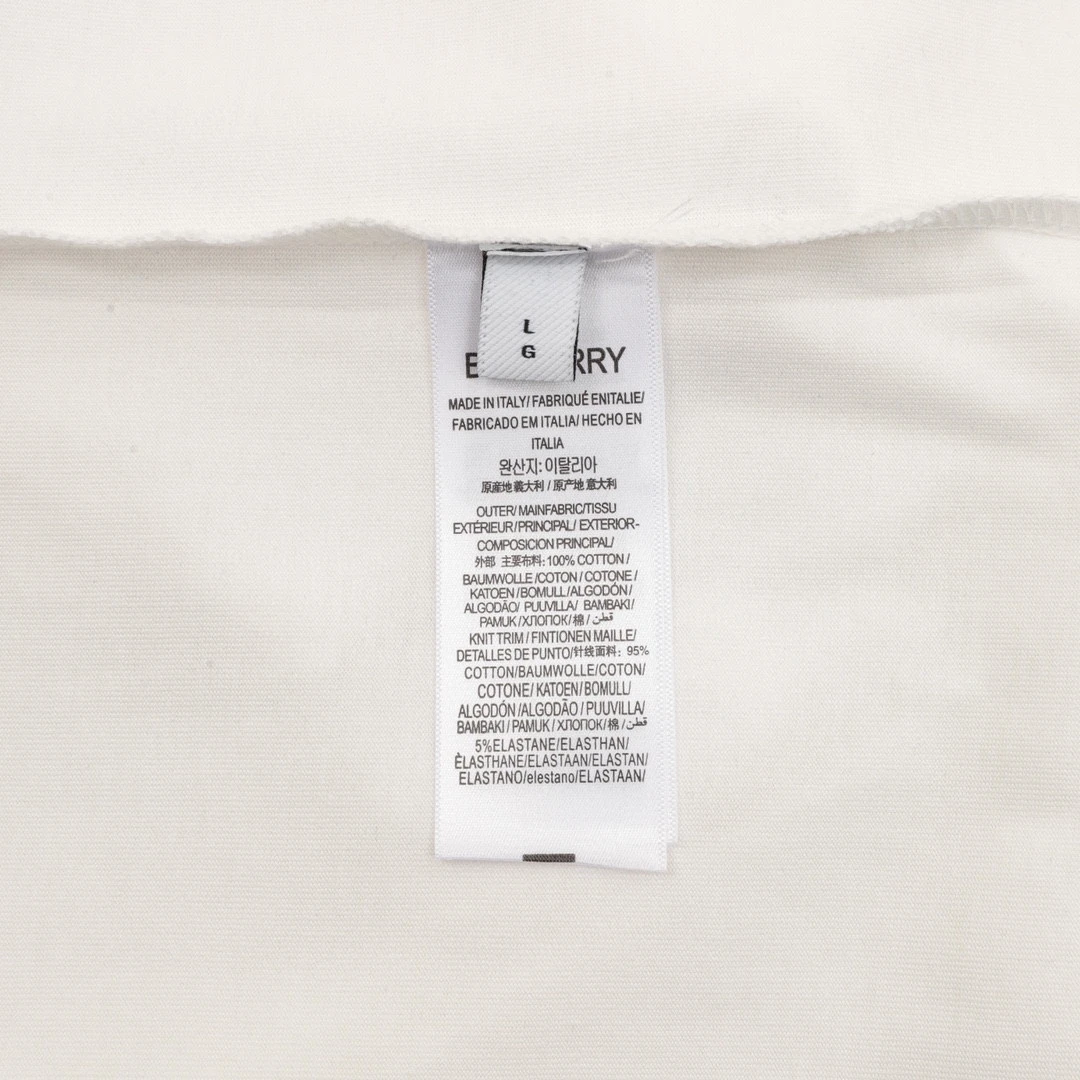 L
G
RRY
MADE IN ITALY/ FABRIQUÉ ENITALIE/
FABRICADO EM ITALIA/ HECHO EN
ITALIA
완산지: 이탈리아
原産地義大利 / 原产地意大利
OUTER/ MAINFABRIC/TISSU
EXTÉRIEUR/PRINCIPAL/ EXTERIOR-
COMPOSICION PRINCIPAL/
外部 主要布料: 100% COTTON /
BAUMWOLLE /COTON / COTONE /
KATOEN / BOMULL/ALGODÓN /
ALGODÃO/ PUUVILLA/ BAMBAKI/
PAMUK /ХЛОПОК/ 棉 / قطن
KNIT TRIM / FINTIONEN MAILLE/
DETALLES DE PUNTO/针线面料: 95%
COTTON/BAUMWOLLE/COTON/
COTONE/ KATOEN/BOMULL/
ALGODÓN /ALGODÃO / PUUVILLA/
BAMBAKI / PAMUK / ХЛОПОК/棉 /قطن
5%ELASTANE/ELASTHAN/
ÈLASTHANE/ELASTAAN/ELASTAN/
ELASTANO/elestano/ELASTAAN/